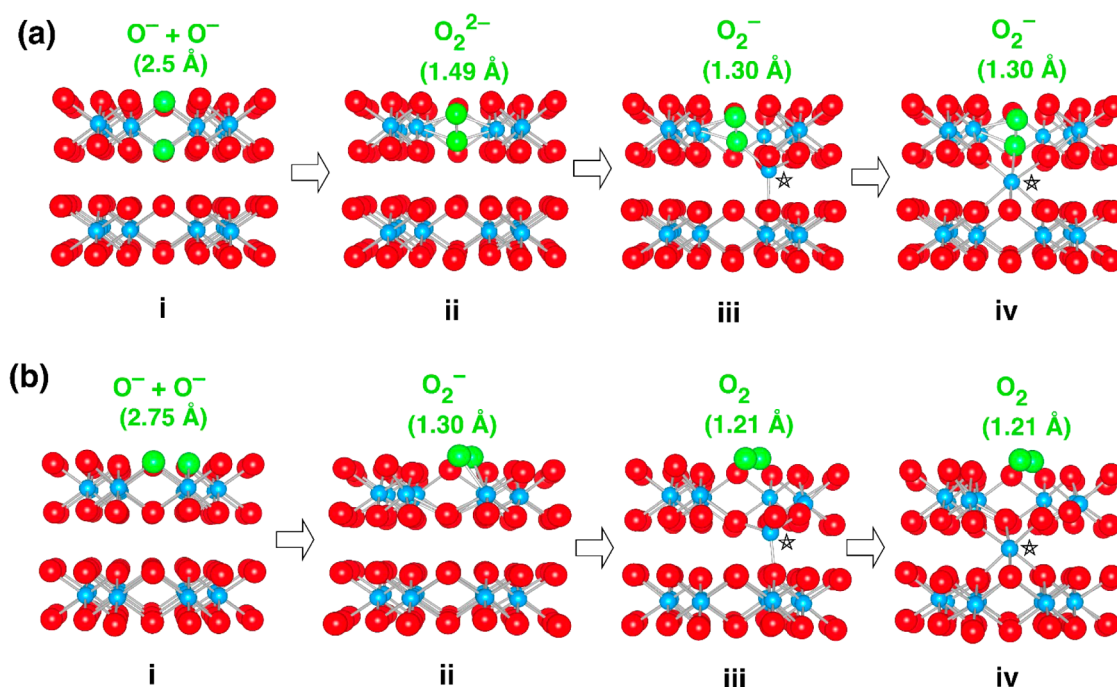 (a)
O⁻ + O⁻
(2.5 Å)
O₂²⁻
(1.49 Å)
O₂⁻
(1.30 Å)
O₂⁻
(1.30 Å)
i
ii
iii
iv
(b)
O⁻ + O⁻
(2.75 Å)
O₂⁻
(1.30 Å)
O₂
(1.21 Å)
O₂
(1.21 Å)
i
ii
iii
iv